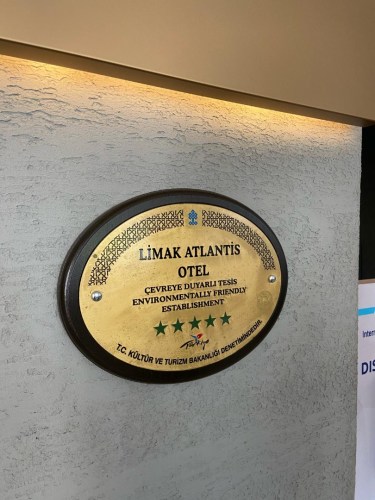 LİMAK ATLANTİS
OTEL
ÇEVREYE DUYARLI TESİS
ENVIRONMENTALLY FRIENDLY
ESTABLISHMENT
Türkiye
T.C. KÜLTÜR VE TURİZM BAKANLIĞI DENETİMİNDEDİR.
Intern
DIS